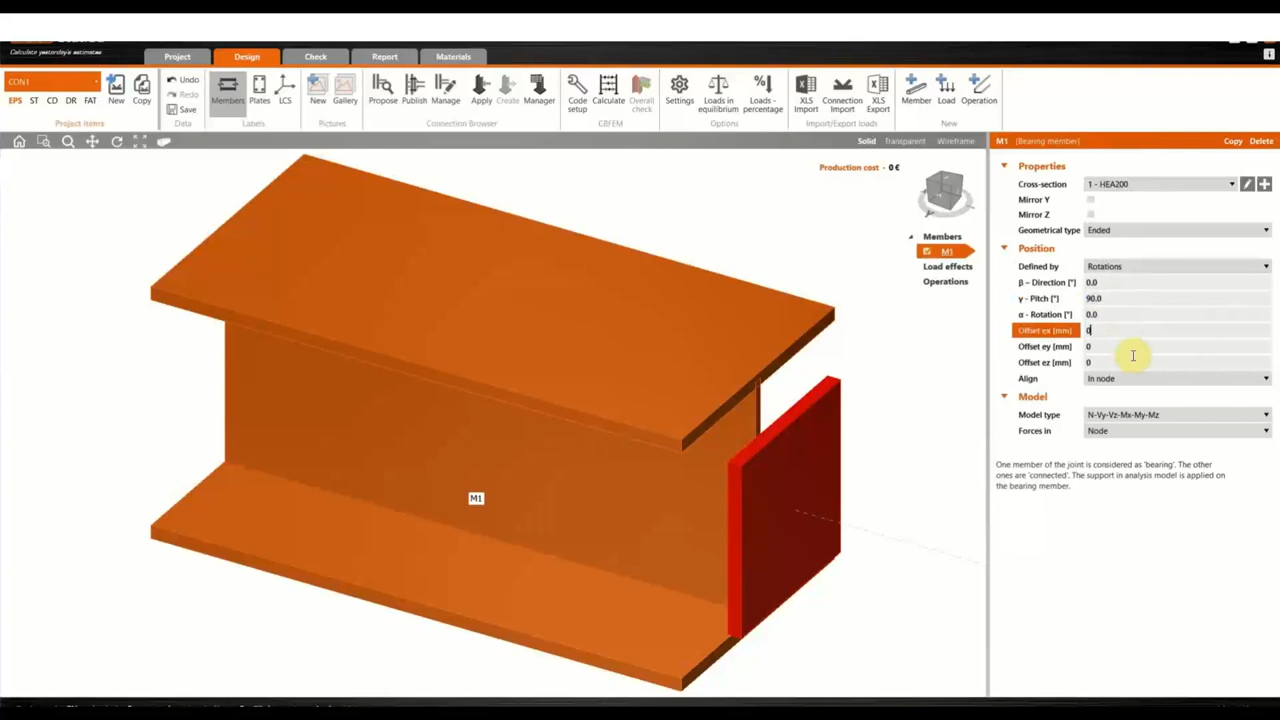 Calculate yesterday's estimates
Project
Design
Check
Report
Materials
CON1
EPS ST CD DR FAT
New
Copy
Project items
Undo
Redo
Save
Data
Members
Plates
LCS
Labels
New
Gallery
Pictures
Propose
Publish
Manage
Apply
Create
Manager
Connection Browser
Code setup
Calculate
Overall check
CBFEM
Settings
Loads in equilibrium
Loads - percentage
Options
XLS Import
Connection Import
XLS Export
Import/Export loads
Member
Load
Operation
New
Solid Transparent Wireframe
Production cost - 0 €
Members
M1
Load effects
Operations
M1
M1 [Bearing member] Copy Delete
Properties
Cross-section 1 - HEA200
Mirror Y
Mirror Z
Geometrical type Ended
Position
Defined by Rotations
β – Direction [°] 0.0
γ - Pitch [°] 90.0
α - Rotation [°] 0.0
Offset ex [mm] 0
Offset ey [mm] 0
Offset ez [mm] 0
Align In node
Model
Model type N-Vy-Vz-Mx-My-Mz
Forces in Node
One member of the joint is considered as 'bearing'. The other
ones are 'connected'. The support in analysis model is applied on
the bearing member.